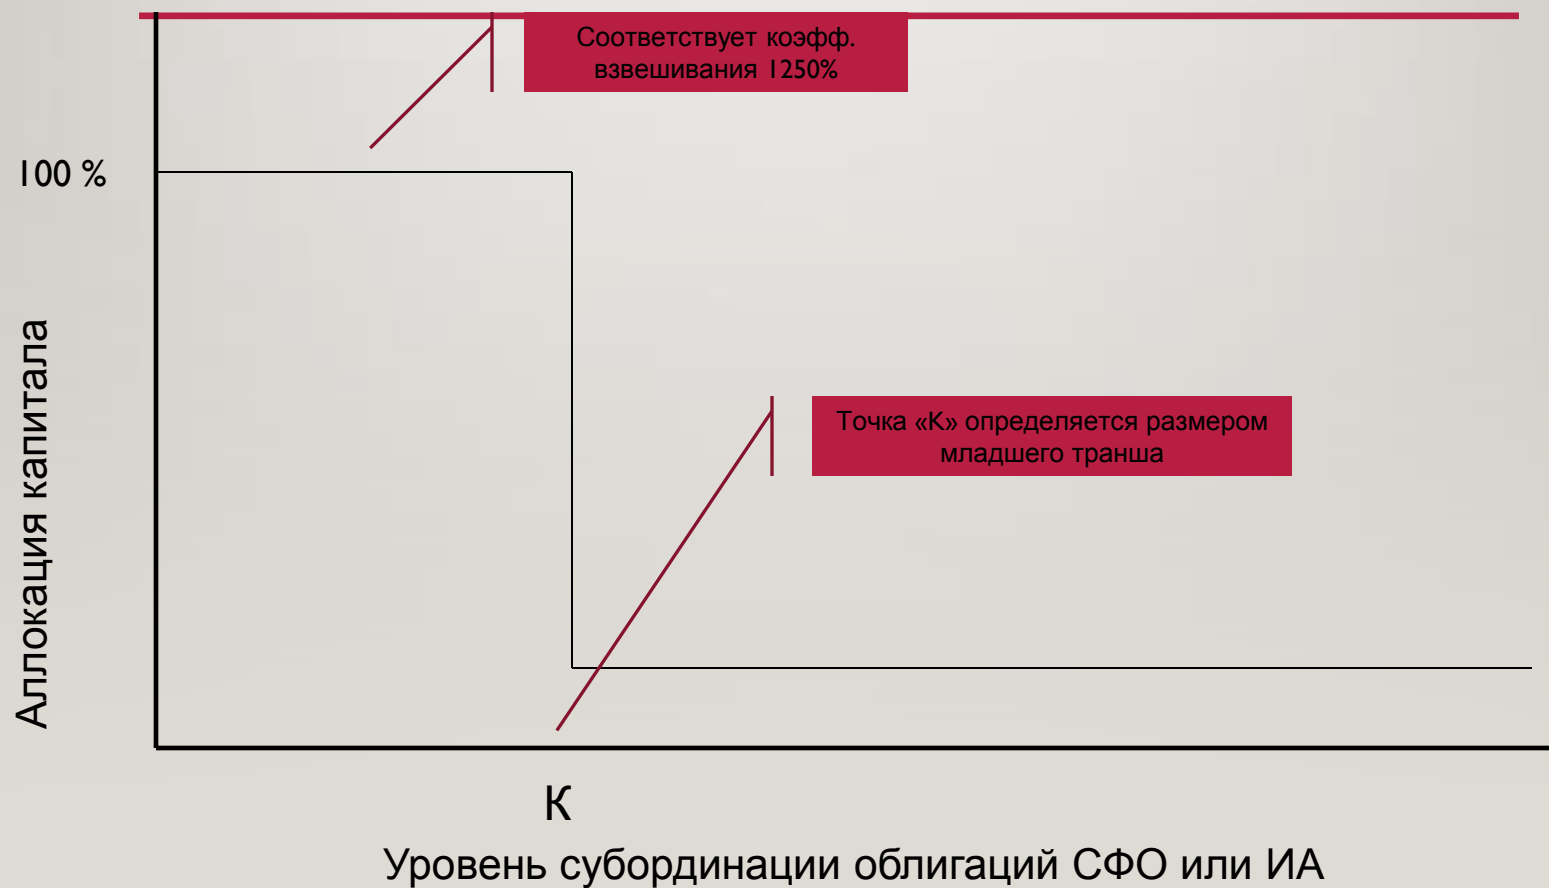 Соответствует коэфф.
взвешивания 1250%
100 %
Аллокация капитала
Точка «К» определяется размером
младшего транша
К
Уровень субординации облигаций СФО или ИА